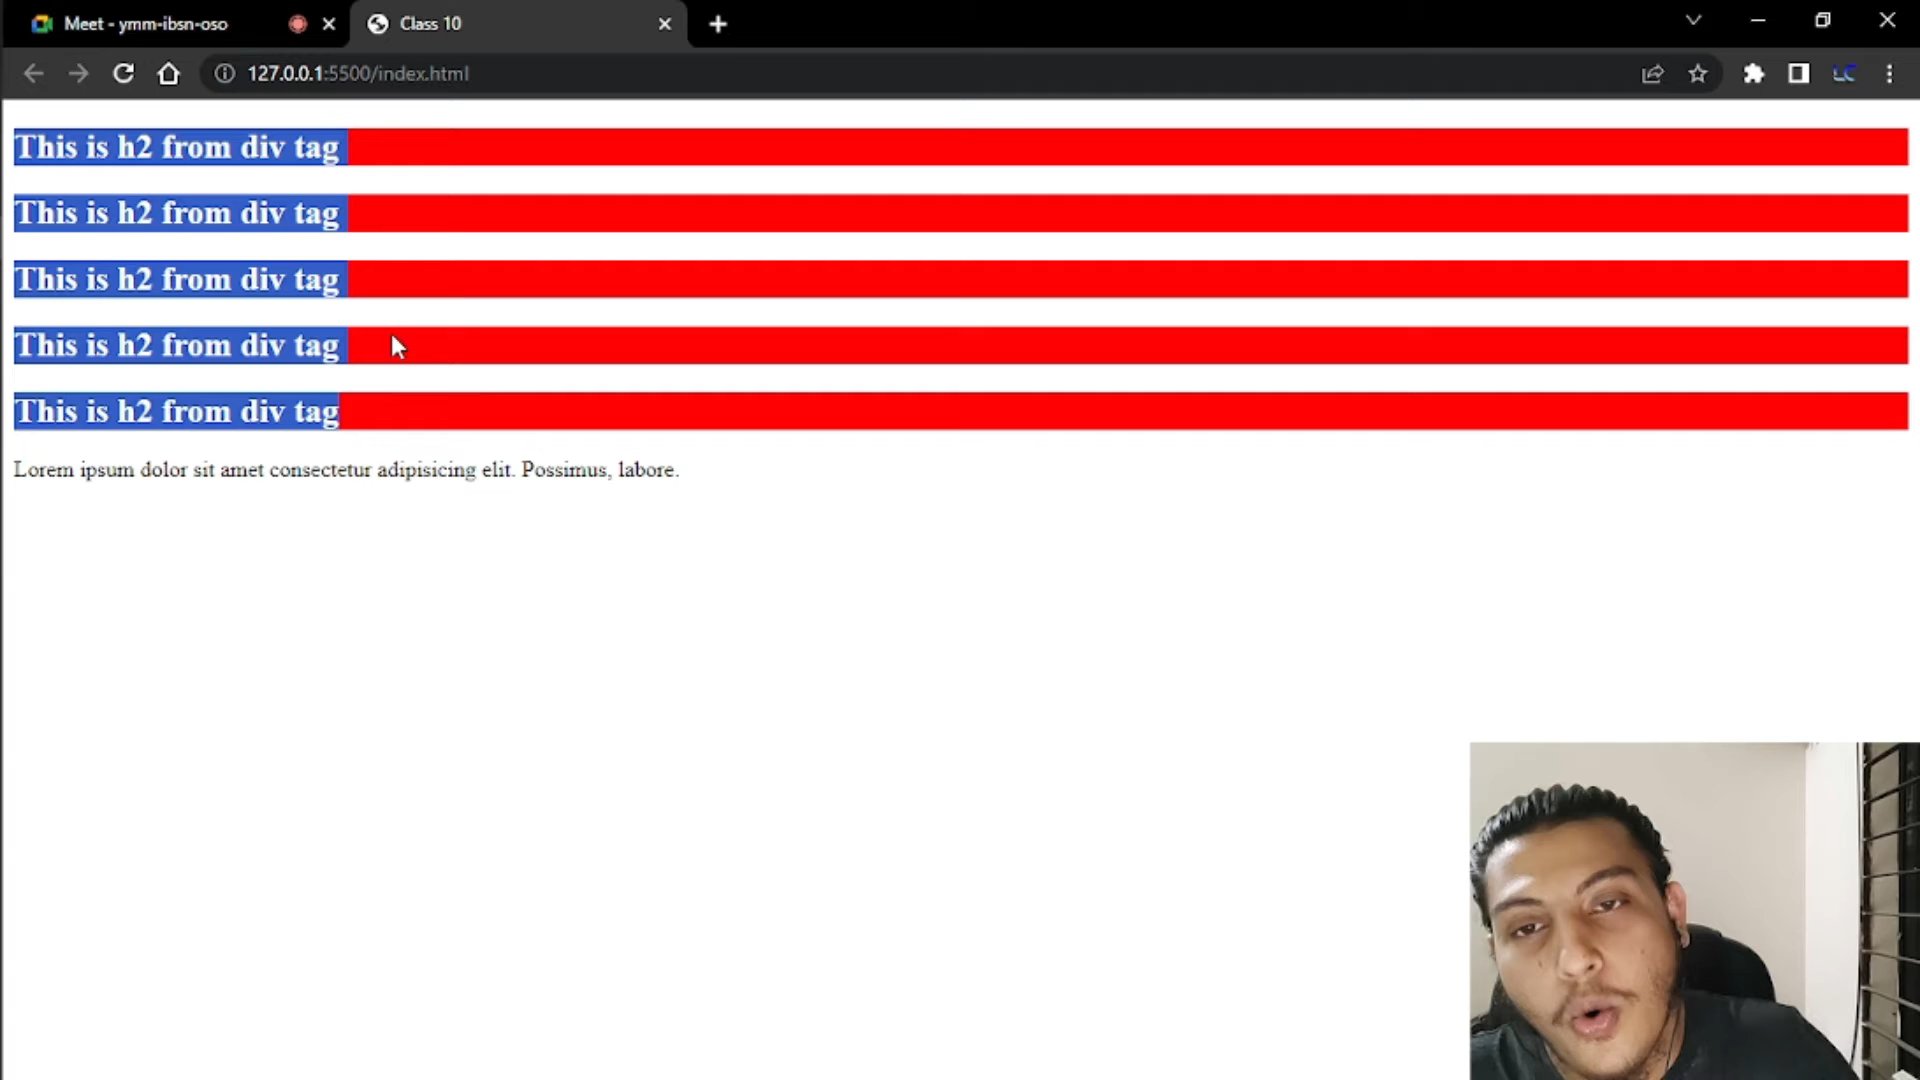 Meet - ymm-ibsn-oso
Class 10
127.0.0.1:5500/index.html
LC
This is h2 from div tag
This is h2 from div tag
This is h2 from div tag
This is h2 from div tag
This is h2 from div tag
Lorem ipsum dolor sit amet consectetur adipisicing elit. Possimus, labore.